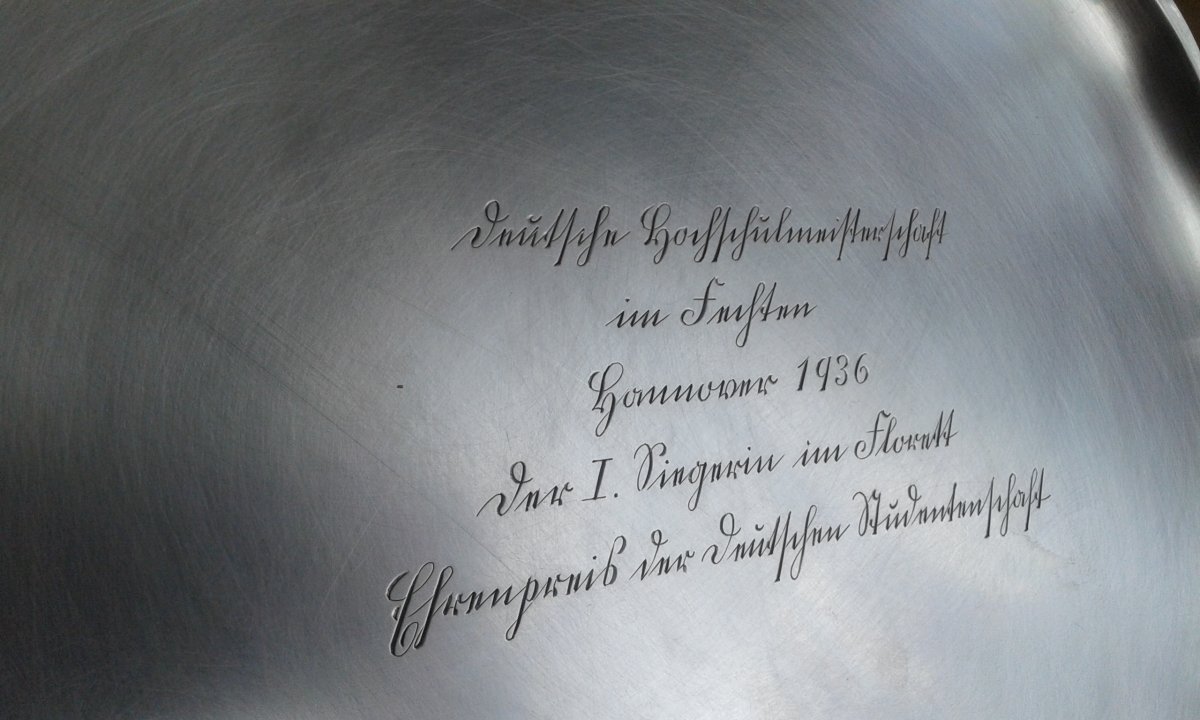 Deutsche Hochschulmeisterschaft
im Fechten
Hannover 1936
Der I. Siegerin im Florett
Ehrenpreis der Deutschen Studentenschaft